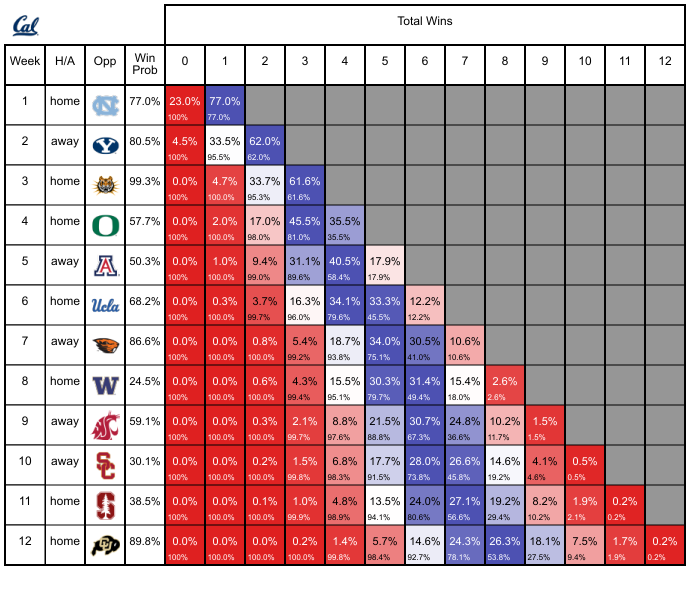 Cal
Total Wins
Week H/A Opp Win Prob 0 1 2 3 4 5 6 7 8 9 10 11 12
1 home NC 77.0% 23.0% 77.0%
100% 77.0%
2 away Y 80.5% 4.5% 33.5% 62.0%
100% 95.5% 62.0%
3 home 99.3% 0.0% 4.7% 33.7% 61.6%
100% 100.0% 95.3% 61.6%
4 home O 57.7% 0.0% 2.0% 17.0% 45.5% 35.5%
100% 100.0% 98.0% 81.0% 35.5%
5 away A 50.3% 0.0% 1.0% 9.4% 31.1% 40.5% 17.9%
100% 100.0% 99.0% 89.6% 58.4% 17.9%
6 home Ucla 68.2% 0.0% 0.3% 3.7% 16.3% 34.1% 33.3% 12.2%
100% 100.0% 99.7% 96.0% 79.6% 45.5% 12.2%
7 away 86.6% 0.0% 0.0% 0.8% 5.4% 18.7% 34.0% 30.5% 10.6%
100% 100.0% 100.0% 99.2% 93.8% 75.1% 41.0% 10.6%
8 home W 24.5% 0.0% 0.0% 0.6% 4.3% 15.5% 30.3% 31.4% 15.4% 2.6%
100% 100.0% 100.0% 99.4% 95.1% 79.7% 49.4% 18.0% 2.6%
9 away 59.1% 0.0% 0.0% 0.3% 2.1% 8.8% 21.5% 30.7% 24.8% 10.2% 1.5%
100% 100.0% 100.0% 99.7% 97.6% 88.8% 67.3% 36.6% 11.7% 1.5%
10 away SC 30.1% 0.0% 0.0% 0.2% 1.5% 6.8% 17.7% 28.0% 26.6% 14.6% 4.1% 0.5%
100% 100.0% 100.0% 99.8% 98.3% 91.5% 73.8% 45.8% 19.2% 4.6% 0.5%
11 home S 38.5% 0.0% 0.0% 0.1% 1.0% 4.8% 13.5% 24.0% 27.1% 19.2% 8.2% 1.9% 0.2%
100% 100.0% 100.0% 99.9% 98.9% 94.1% 80.6% 56.6% 29.4% 10.2% 2.1% 0.2%
12 home CU 89.8% 0.0% 0.0% 0.0% 0.2% 1.4% 5.7% 14.6% 24.3% 26.3% 18.1% 7.5% 1.7% 0.2%
100% 100.0% 100.0% 100.0% 99.8% 98.4% 92.7% 78.1% 53.8% 27.5% 9.4% 1.9% 0.2%